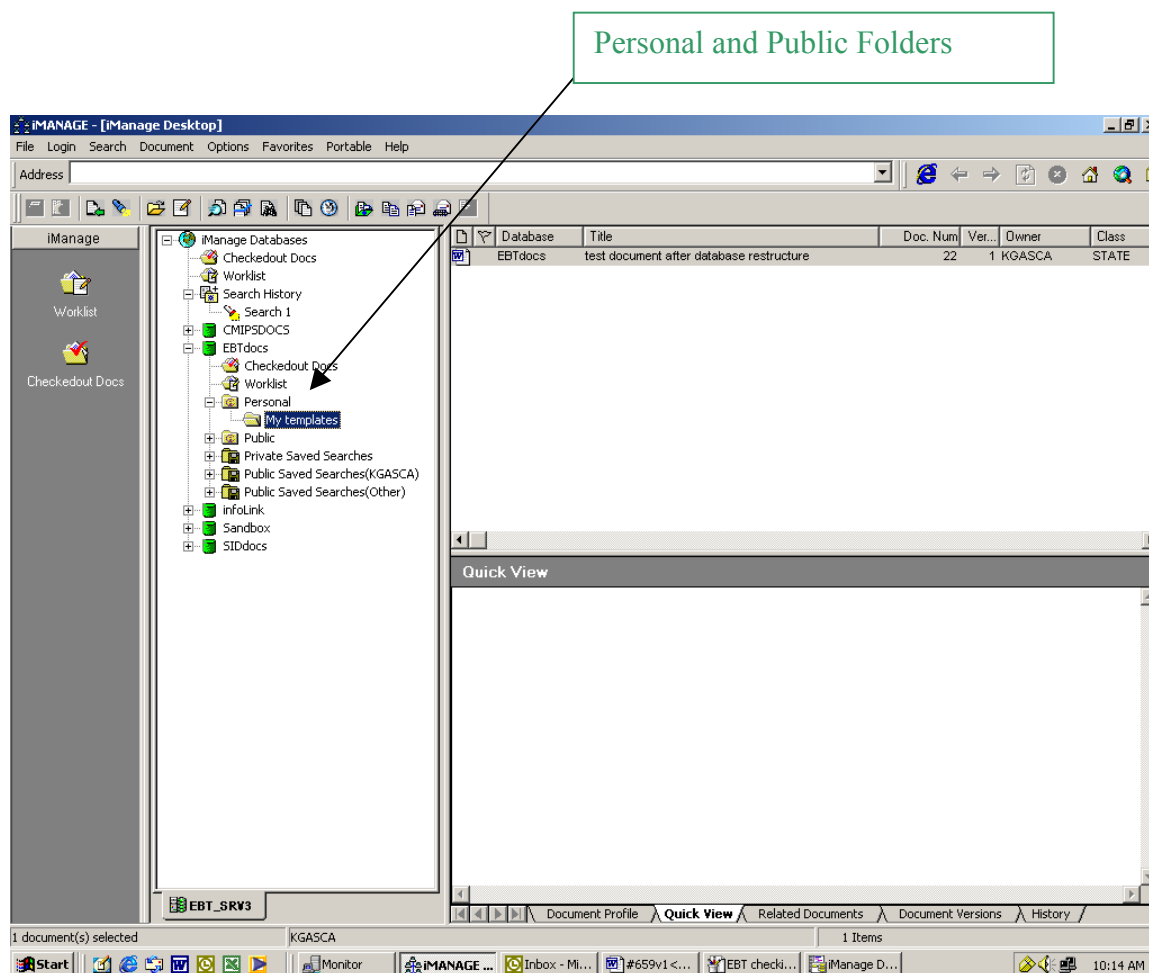 Personal and Public Folders
iMANAGE - [iManage Desktop]
File Login Search Document Options Favorites Portable Help
Address
iManage
Worklist
Checkedout Docs
iManage Databases
Checkedout Docs
Worklist
Search History
Search 1
CMIPSDOCS
EBTdocs
Checkedout Docs
Worklist
Personal
My templates
Public
Private Saved Searches
Public Saved Searches(KGASCA)
Public Saved Searches(Other)
infoLink
Sandbox
SIDdocs
EBT_SRV3
Database Title Doc. Num Ver... Owner Class
EBTdocs test document after database restructure 22 1 KGASCA STATE
Quick View
Document Profile Quick View Related Documents Document Versions History
1 document(s) selected KGASCA 1 Items
Start Monitor iMANAGE ... Inbox - Mi... #659v1<... EBT checki... iManage D... 10:14 AM